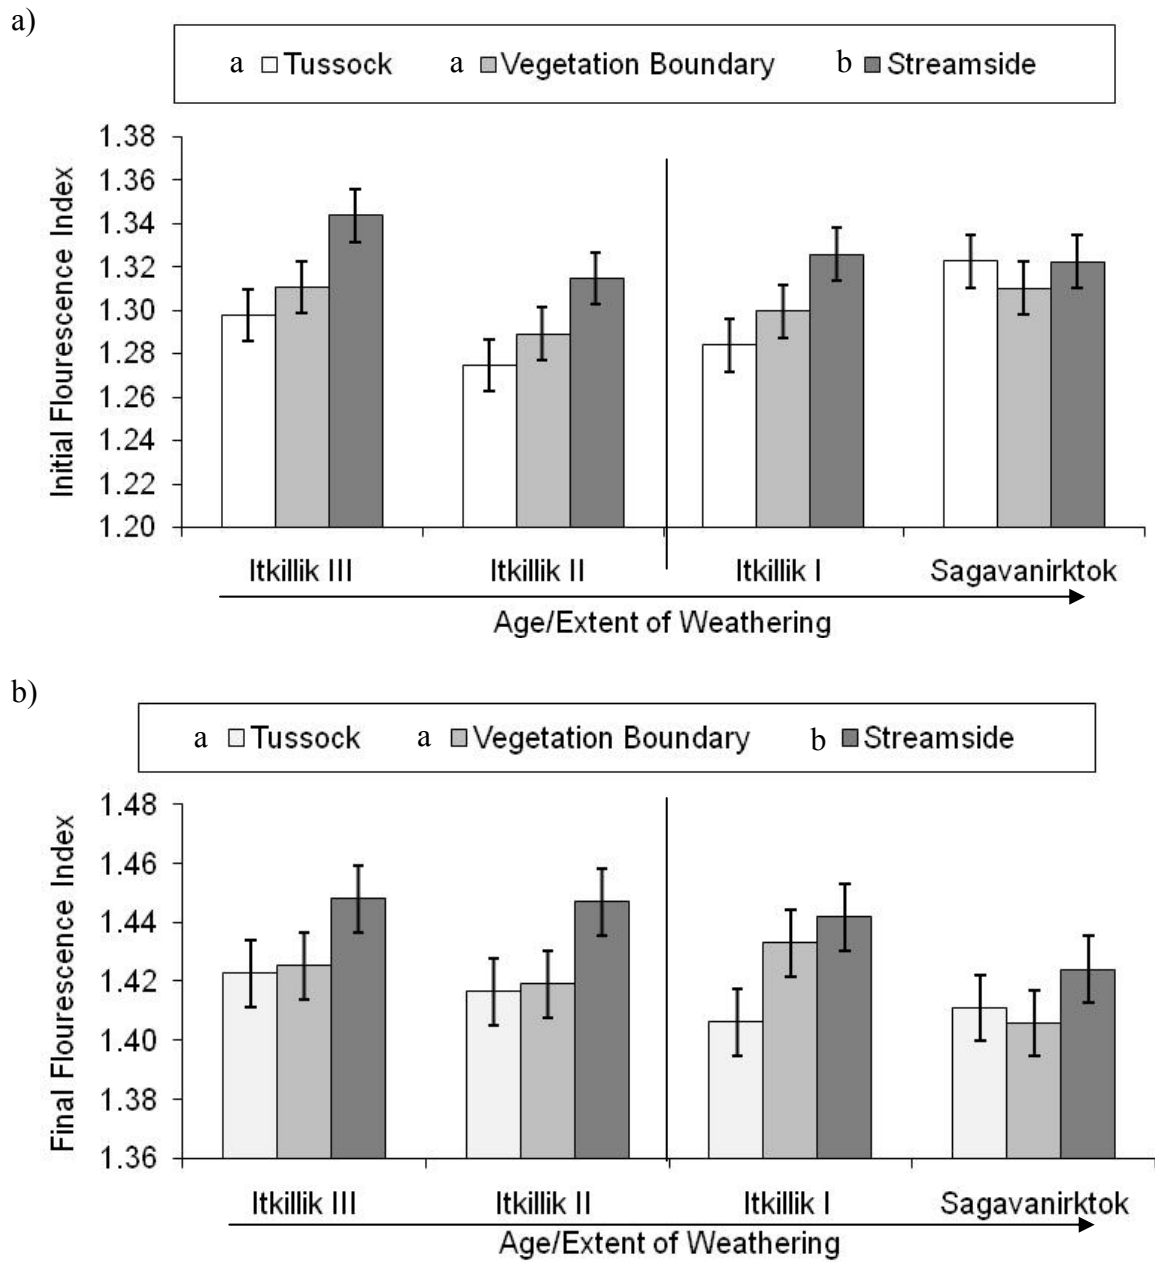 a)
a Tussock a Vegetation Boundary b Streamside
Initial Flourescence Index
1.38
1.36
1.34
1.32
1.30
1.28
1.26
1.24
1.22
1.20
Itkillik III Itkillik II Itkillik I Sagavanirktok
Age/Extent of Weathering
b)
a Tussock a Vegetation Boundary b Streamside
Final Flourescence Index
1.48
1.46
1.44
1.42
1.40
1.38
1.36
Itkillik III Itkillik II Itkillik I Sagavanirktok
Age/Extent of Weathering